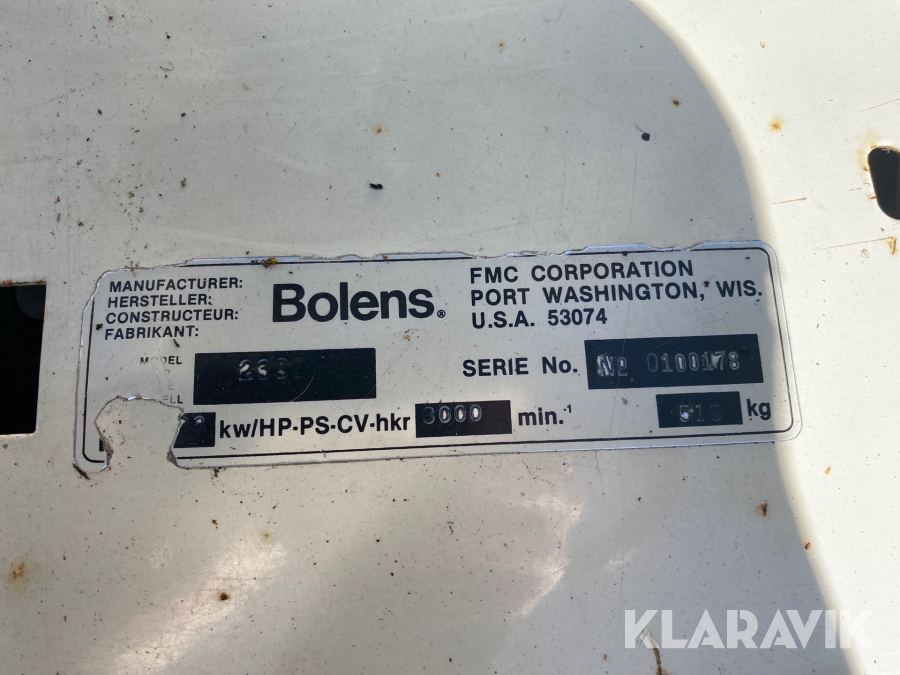 MANUFACTURER:
HERSTELLER:
CONSTRUCTEUR:
FABRIKANT:
Bolens®
FMC CORPORATION
PORT WASHINGTON, WIS.
U.S.A. 53074
MODEL
SERIE No. 0100178
kw/HP-PS-CV-hkr 3000 min.⁻¹ kg
KLARAVIK